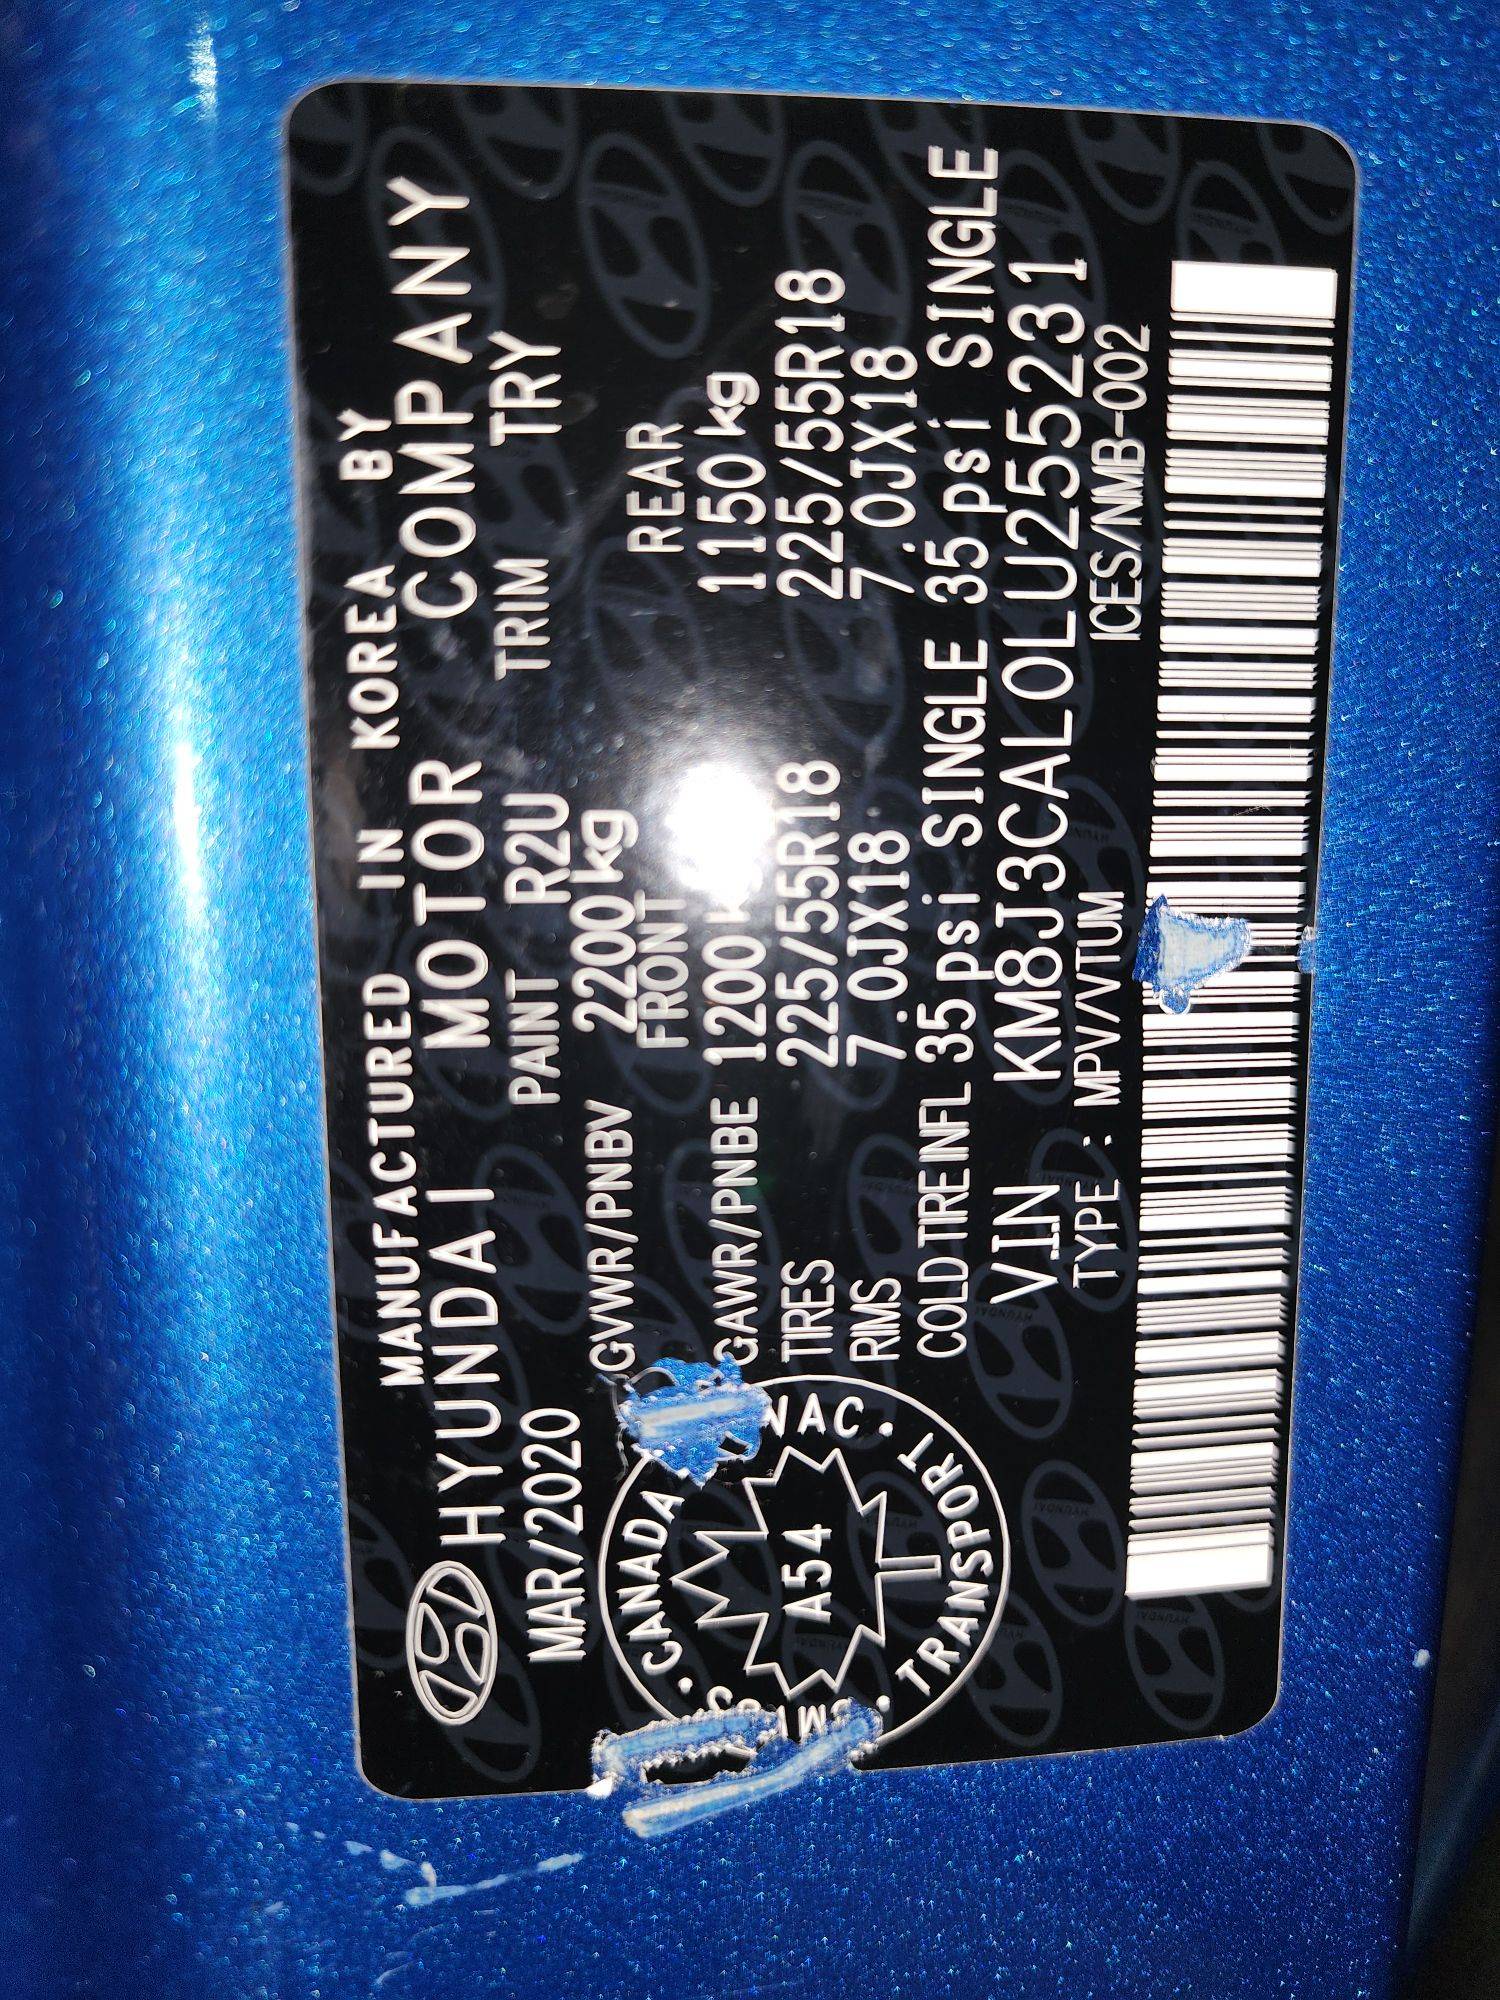 MANUFACTURED IN KOREA BY
HYUNDAI MOTOR COMPANY
MAR/2020 PAINT R2U TRIM TRY TRY
GVWR/PNBV 2200kg
FRONT REAR
GAWR/PNBE 1200 1150kg
TIRES 225/55R18 225/55R18
RIMS 7.0JX18 7.0JX18
COLD TIRE INFL 35 psi SINGLE 35 psi SINGLE
VIN KM8J3CAL0LU255231
TYPE : MPV/VTUM ICES/NMB-002
CANADA
A54
TRANSPORT